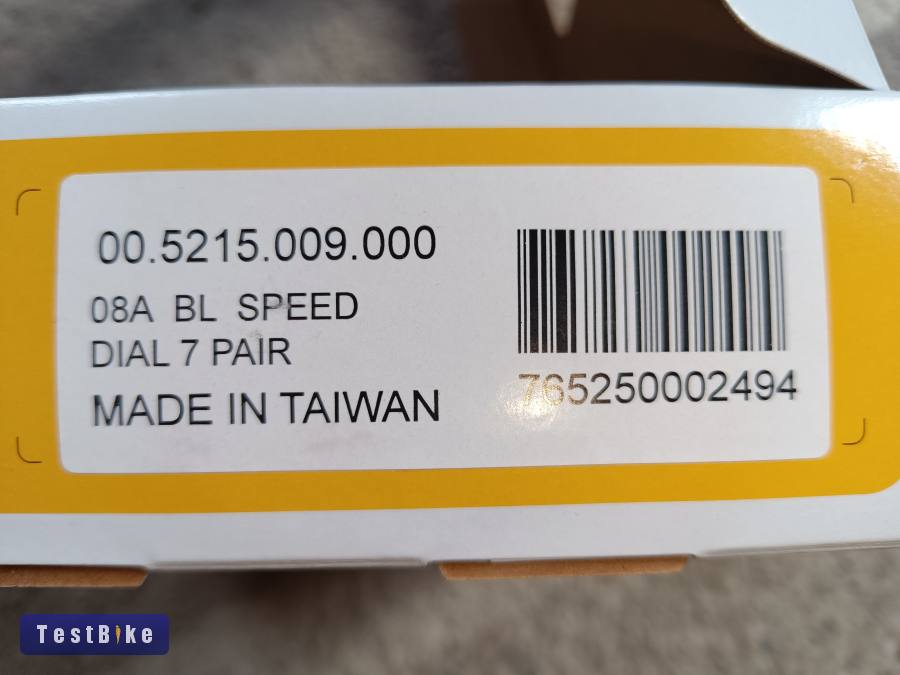 00.5215.009.000
08A BL SPEED
DIAL 7 PAIR
MADE IN TAIWAN
765250002494
TestBike